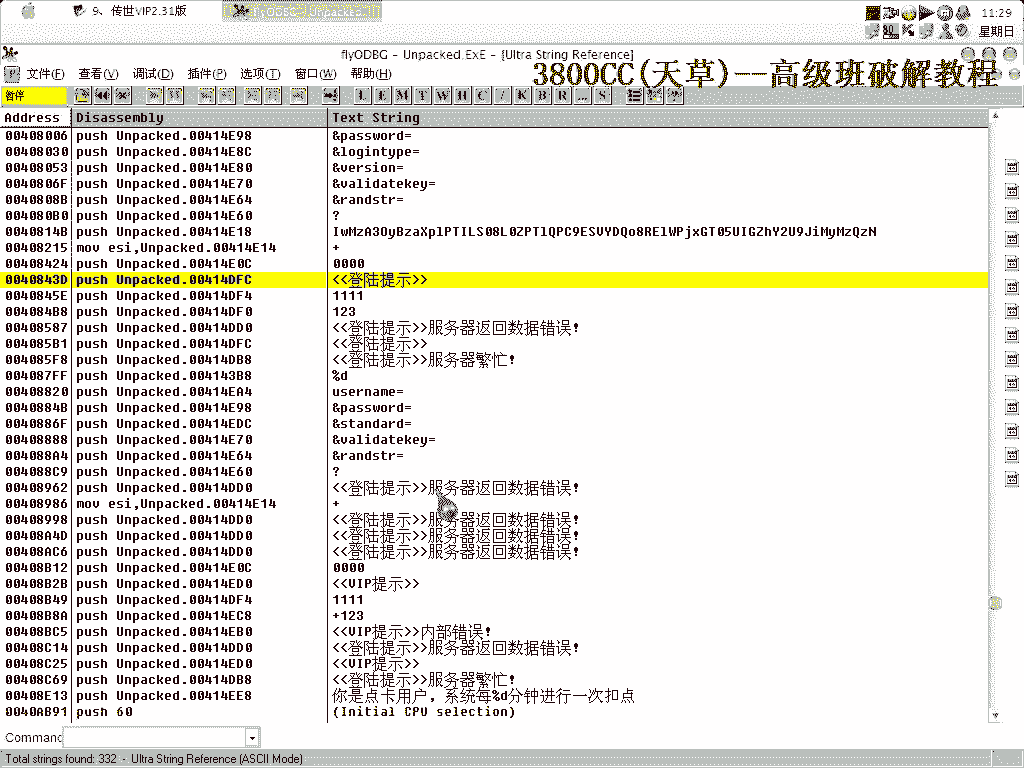 9、传世VIP2.31版
11:29
星期日
flyODBG - Unpacked.ExE - [Ultra String Reference]
文件(F) 查看(V) 调试(D) 插件(P) 选项(T) 窗口(W) 帮助(H)
3800CC(天草)--高级班破解教程
暂停 L E M T W H C / K B R ... S
Address Disassembly Text String
00408006 push Unpacked.00414E98 &password=
00408030 push Unpacked.00414E8C &logintype=
00408053 push Unpacked.00414E80 &version=
0040806F push Unpacked.00414E70 &validatekey=
0040808B push Unpacked.00414E64 &randstr=
004080B0 push Unpacked.00414E60 ?
0040814B push Unpacked.00414E18
00408215 mov esi,Unpacked.00414E14 +
00408424 push Unpacked.00414E0C 0000
0040843D push Unpacked.00414DFC <<登陆提示>>
0040845E push Unpacked.00414DF4 1111
004084B8 push Unpacked.00414DF0 123
00408587 push Unpacked.00414DD0 <<登陆提示>>服务器返回数据错误!
004085B1 push Unpacked.00414DFC <<登陆提示>>
004085F8 push Unpacked.00414DB8 <<登陆提示>>服务器繁忙!
004087FF push Unpacked.004143B8 %d
00408820 push Unpacked.00414EA4 username=
0040884B push Unpacked.00414E98 &password=
0040886F push Unpacked.00414EDC &standard=
00408888 push Unpacked.00414E70 &validatekey=
004088A4 push Unpacked.00414E64 &randstr=
004088C9 push Unpacked.00414E60 ?
00408962 push Unpacked.00414DD0 <<登陆提示>>服务器返回数据错误!
00408986 mov esi,Unpacked.00414E14 +
00408998 push Unpacked.00414DD0 <<登陆提示>>服务器返回数据错误!
00408A4D push Unpacked.00414DD0 <<登陆提示>>服务器返回数据错误!
00408AC6 push Unpacked.00414DD0 <<登陆提示>>服务器返回数据错误!
00408B12 push Unpacked.00414E0C 0000
00408B2B push Unpacked.00414ED0 <<VIP提示>>
00408B49 push Unpacked.00414DF4 1111
00408B8A push Unpacked.00414EC8 +123
00408BC5 push Unpacked.00414EB0 <<VIP提示>>内部错误!
00408C14 push Unpacked.00414DD0 <<登陆提示>>服务器返回数据错误!
00408C25 push Unpacked.00414ED0 <<VIP提示>>
00408C69 push Unpacked.00414DB8 <<登陆提示>>服务器繁忙!
00408E13 push Unpacked.00414EE8 你是点卡用户，系统每%d分钟进行一次扣点
0040AB91 push 60 (Initial CPU selection)
Command
Total strings found: 332 - Ultra String Reference (ASCII Mode)